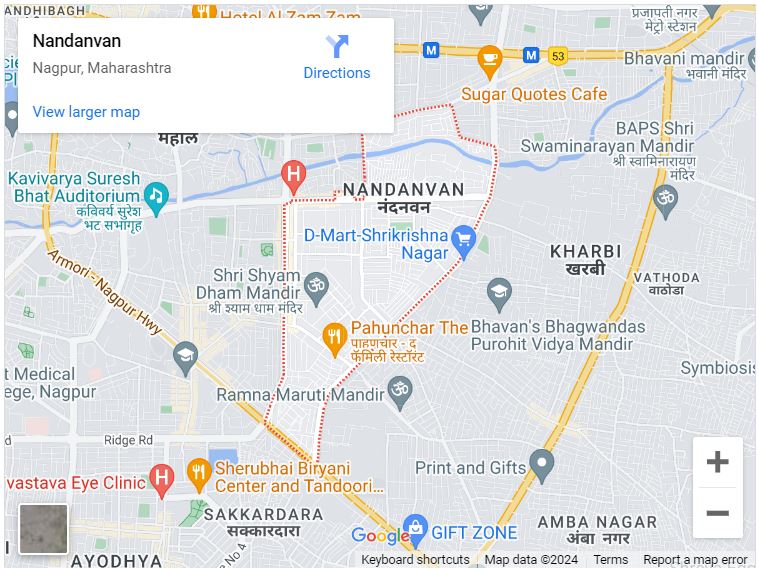 ANDHIBAGH
Hotel Al Zam Zam
प्रजापती नगर
मेट्रो स्टेशन
Nandanvan
Nagpur, Maharashtra
Directions
View larger map
M
M
53
Bhavani mandir
भवानी मंदिर
Sugar Quotes Cafe
महाल
BAPS Shri
Swaminarayan Mandir
श्री स्वामिनारायण
मंदिर
Kavivarya Suresh
Bhat Auditorium
कविवर्य सुरेश
भट सभागृह
H
NANDANVAN
नंदनवन
D-Mart-Shrikrishna
Nagar
KHARBI
खरबी
Armori - Nagpur Hwy
Shri Shyam
Dham Mandir
श्री श्याम धाम मंदिर
VATHODA
वाठोडा
Pahunchar The
पाहुणचार - द
फॅमिली रेस्टॉरंट
Bhavan's Bhagwandas
Purohit Vidya Mandir
t Medical
ege, Nagpur
Symbiosis
Ramna Maruti Mandir
Ridge Rd
vastava Eye Clinic
H
Sherubhai Biryani
Center and Tandoori...
Print and Gifts
SAKKARDARA
सक्कारदारा
Google
GIFT ZONE
AMBA NAGAR
अंबा नगर
AYODHYA
Keyboard shortcuts
Map data ©2024
Terms
Report a map error